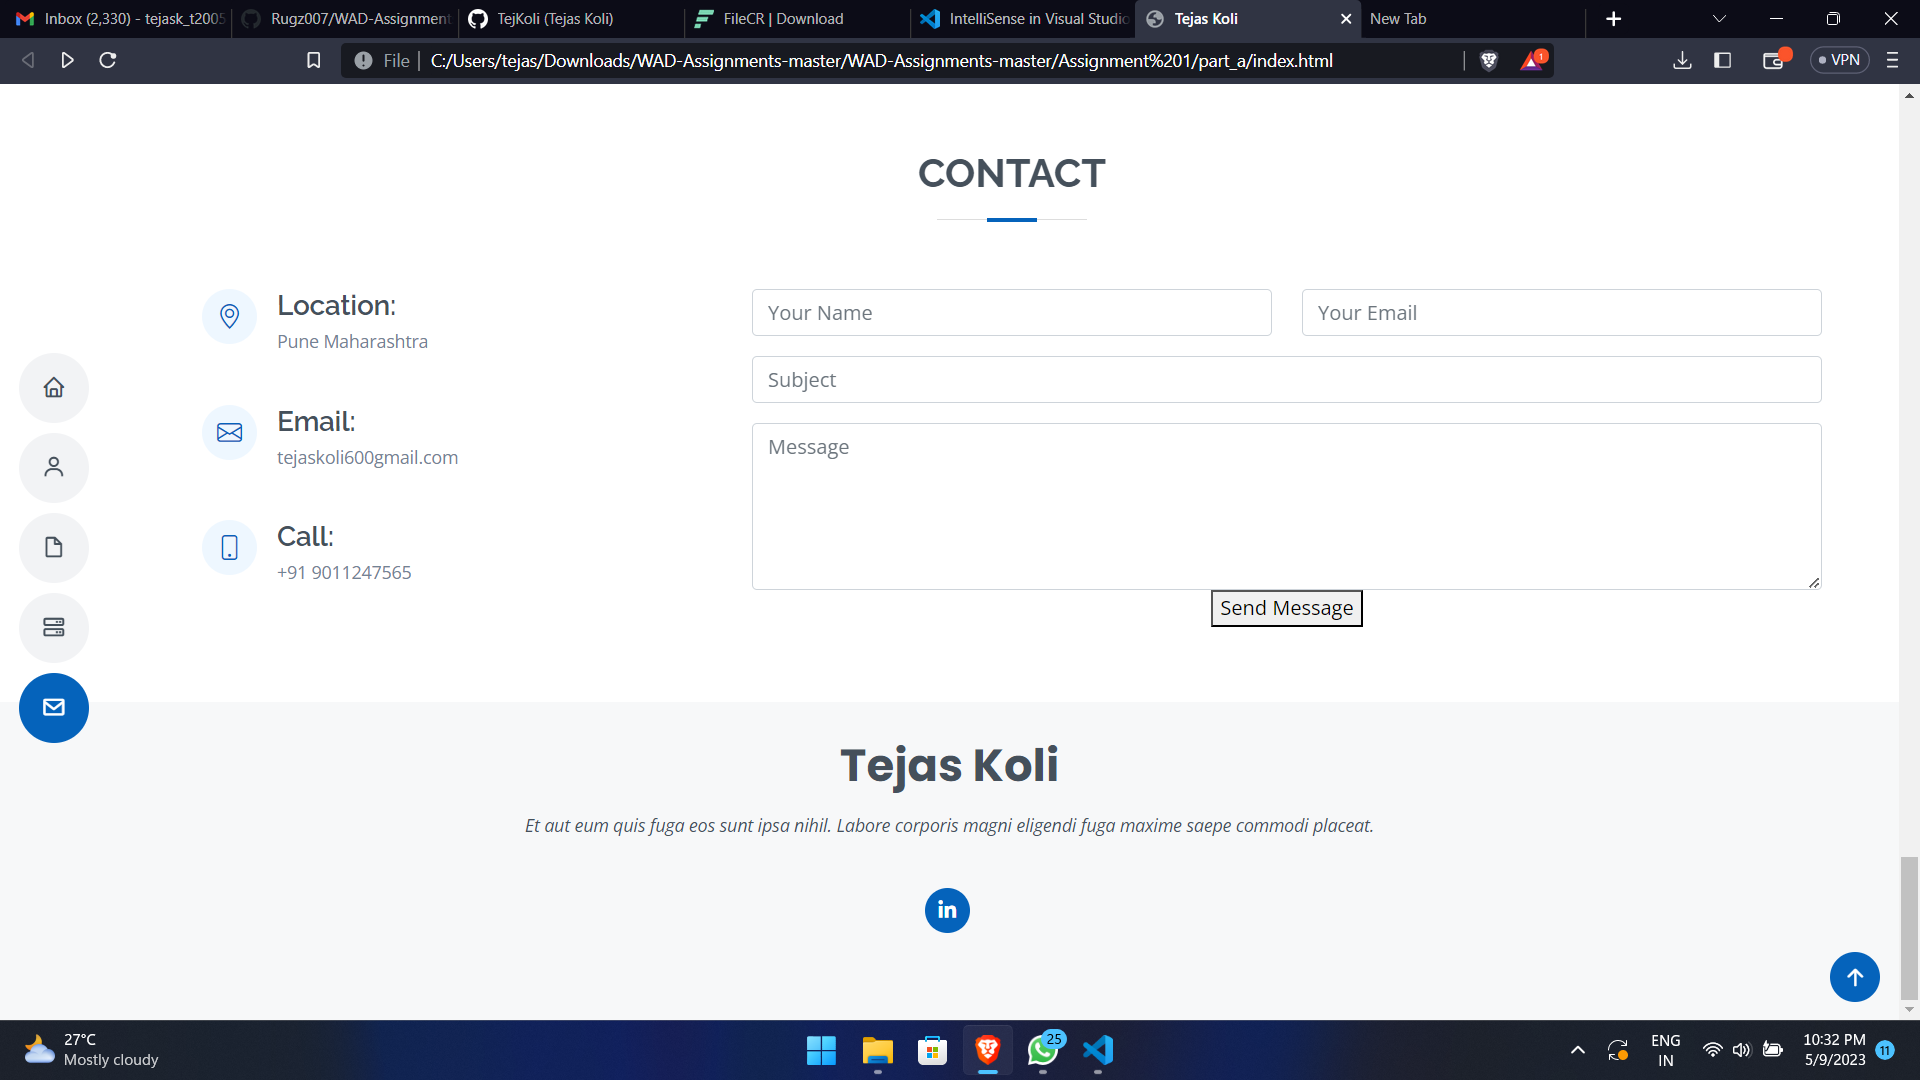 Inbox (2,330) - tejask_t2005
Rugz007/WAD-Assignment
TejKoli (Tejas Koli)
FileCR | Download
IntelliSense in Visual Studio
Tejas Koli
New Tab
File | C:/Users/tejas/Downloads/WAD-Assignments-master/WAD-Assignments-master/Assignment%201/part_a/index.html
1
VPN
CONTACT
Location:
Pune Maharashtra
Email:
tejaskoli600gmail.com
Call:
+91 9011247565
Your Name
Your Email
Subject
Message
Send Message
Tejas Koli
Et aut eum quis fuga eos sunt ipsa nihil. Labore corporis magni eligendi fuga maxime saepe commodi placeat.
in
27°C
Mostly cloudy
25
ENG
IN
10:32 PM
5/9/2023
11